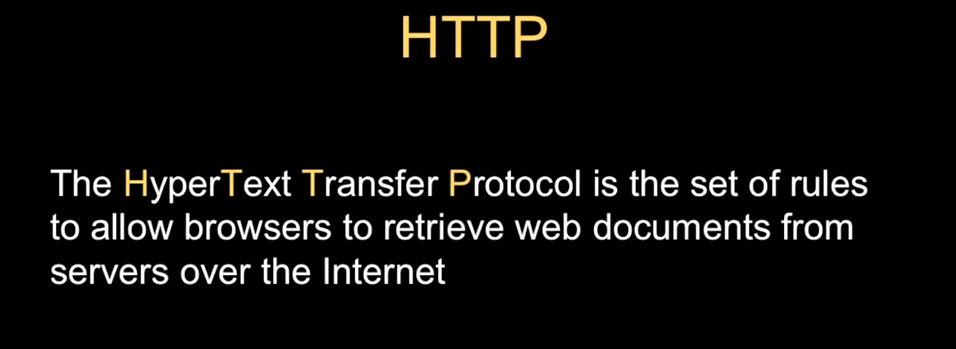 HTTP
The HyperText Transfer Protocol is the set of rules
to allow browsers to retrieve web documents from
servers over the Internet